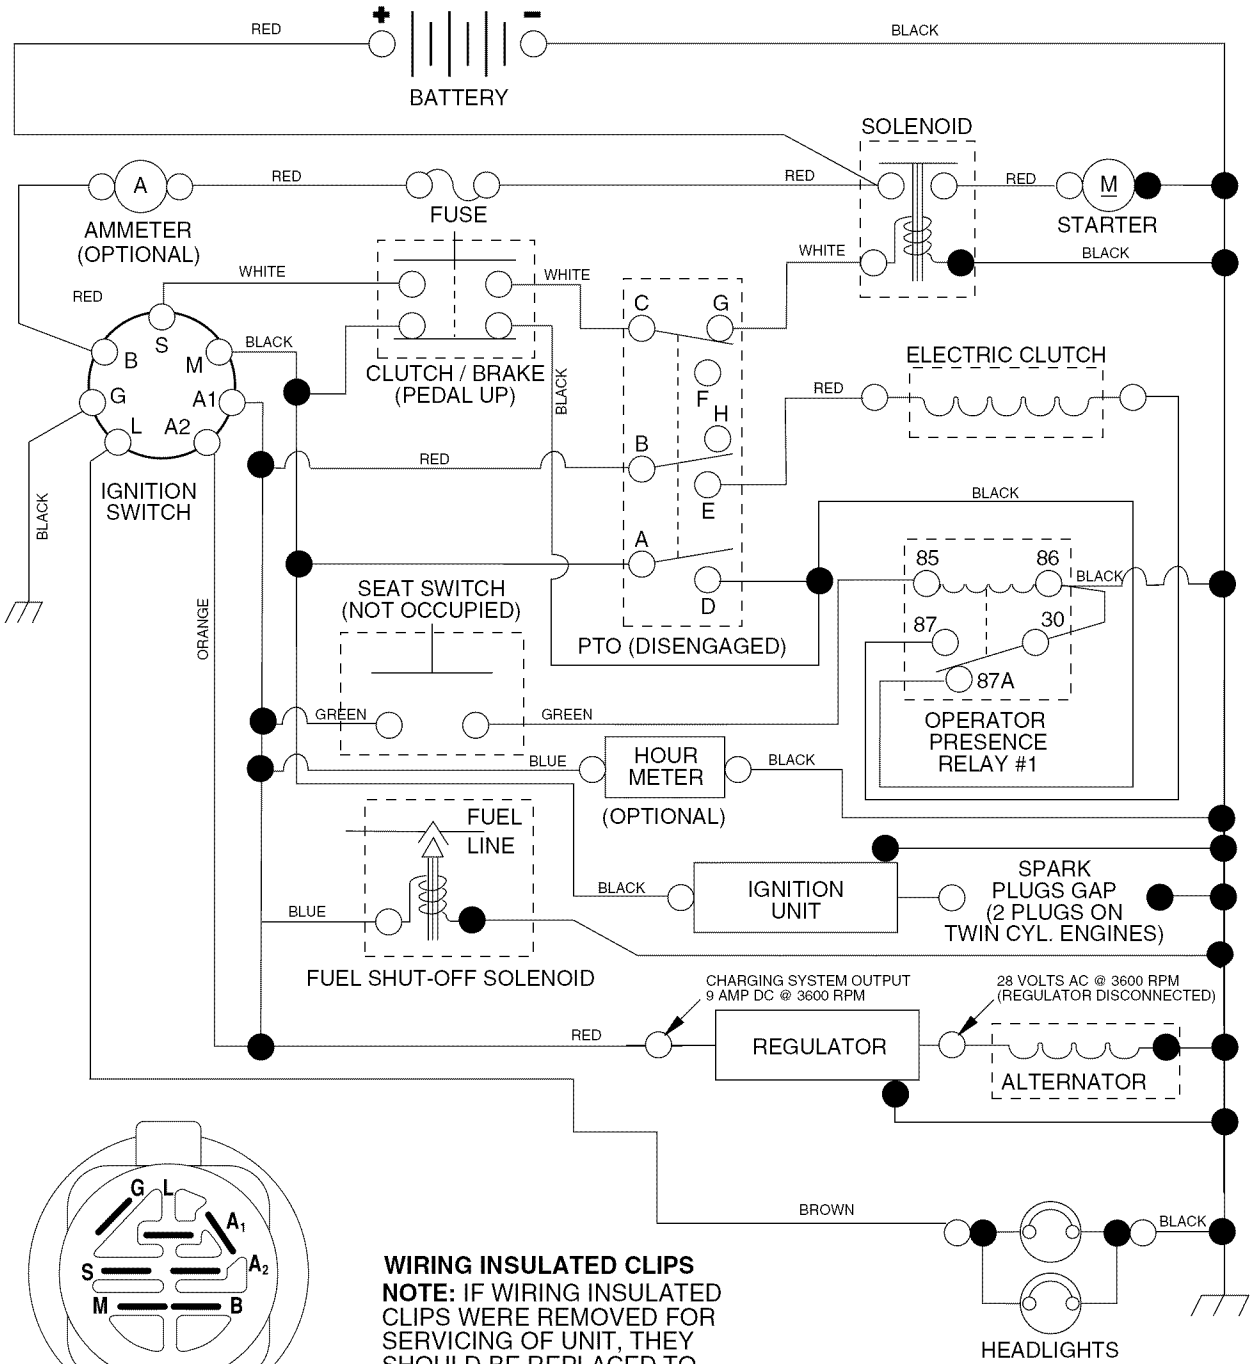 +
-
RED
BLACK
BATTERY
SOLENOID
A
RED
RED
RED
M
FUSE
STARTER
AMMETER
(OPTIONAL)
WHITE
BLACK
WHITE
WHITE
RED
C
G
S
B
M
BLACK
ELECTRIC CLUTCH
CLUTCH / BRAKE
(PEDAL UP)
BLACK
F
RED
G
A1
H
L
A2
B
RED
IGNITION
SWITCH
BLACK
E
BLACK
A
85
86
BLACK
SEAT SWITCH
(NOT OCCUPIED)
D
ORANGE
87
30
PTO (DISENGAGED)
87A
GREEN
GREEN
OPERATOR
PRESENCE
RELAY #1
BLUE
HOUR
METER
BLACK
(OPTIONAL)
FUEL
LINE
BLACK
IGNITION
UNIT
SPARK
PLUGS GAP
(2 PLUGS ON
TWIN CYL. ENGINES)
BLUE
FUEL SHUT-OFF SOLENOID
CHARGING SYSTEM OUTPUT
9 AMP DC @ 3600 RPM
28 VOLTS AC @ 3600 RPM
(REGULATOR DISCONNECTED)
RED
REGULATOR
ALTERNATOR
G
L
A1
A2
S
M
B
BROWN
BLACK
HEADLIGHTS
WIRING INSULATED CLIPS
NOTE: IF WIRING INSULATED
CLIPS WERE REMOVED FOR
SERVICING OF UNIT, THEY
SHOULD BE REPLACED TO